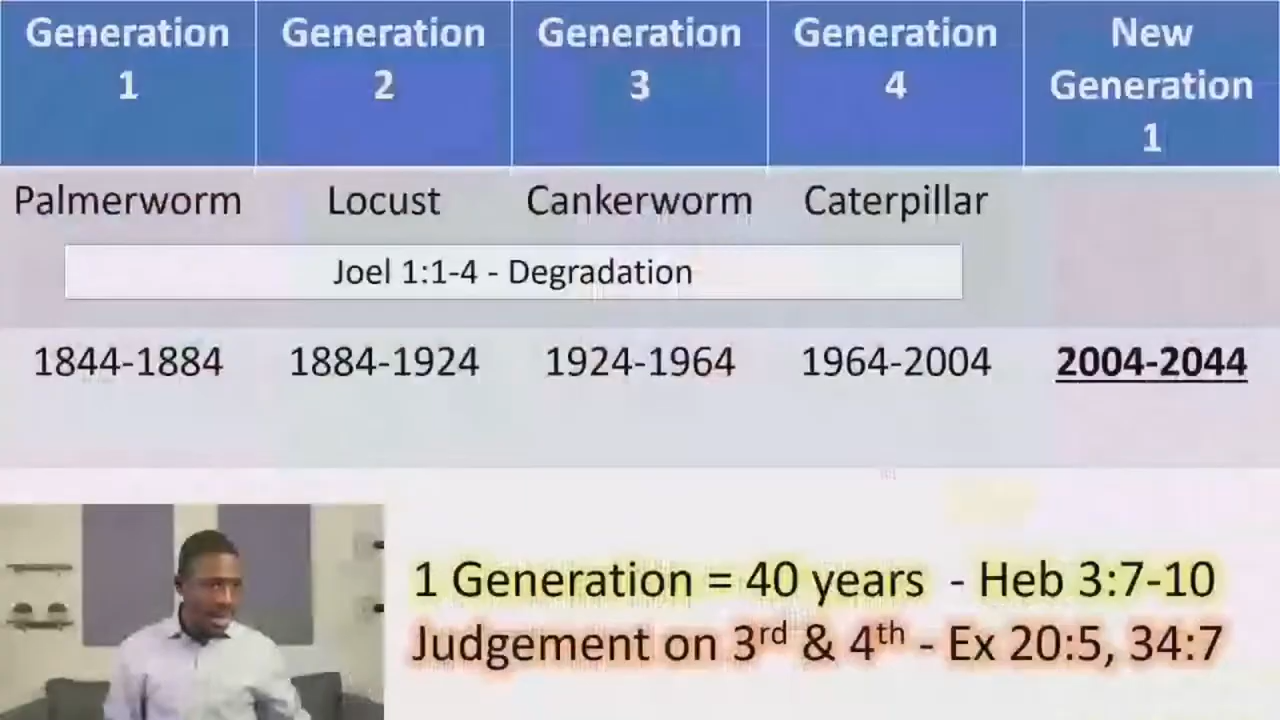 Generation 1
Generation 2
Generation 3
Generation 4
New Generation 1
Palmerworm
Locust
Cankerworm
Caterpillar
Joel 1:1-4 - Degradation
1844-1884
1884-1924
1924-1964
1964-2004
2004-2044
1 Generation = 40 years - Heb 3:7-10
Judgement on 3rd & 4th - Ex 20:5, 34:7